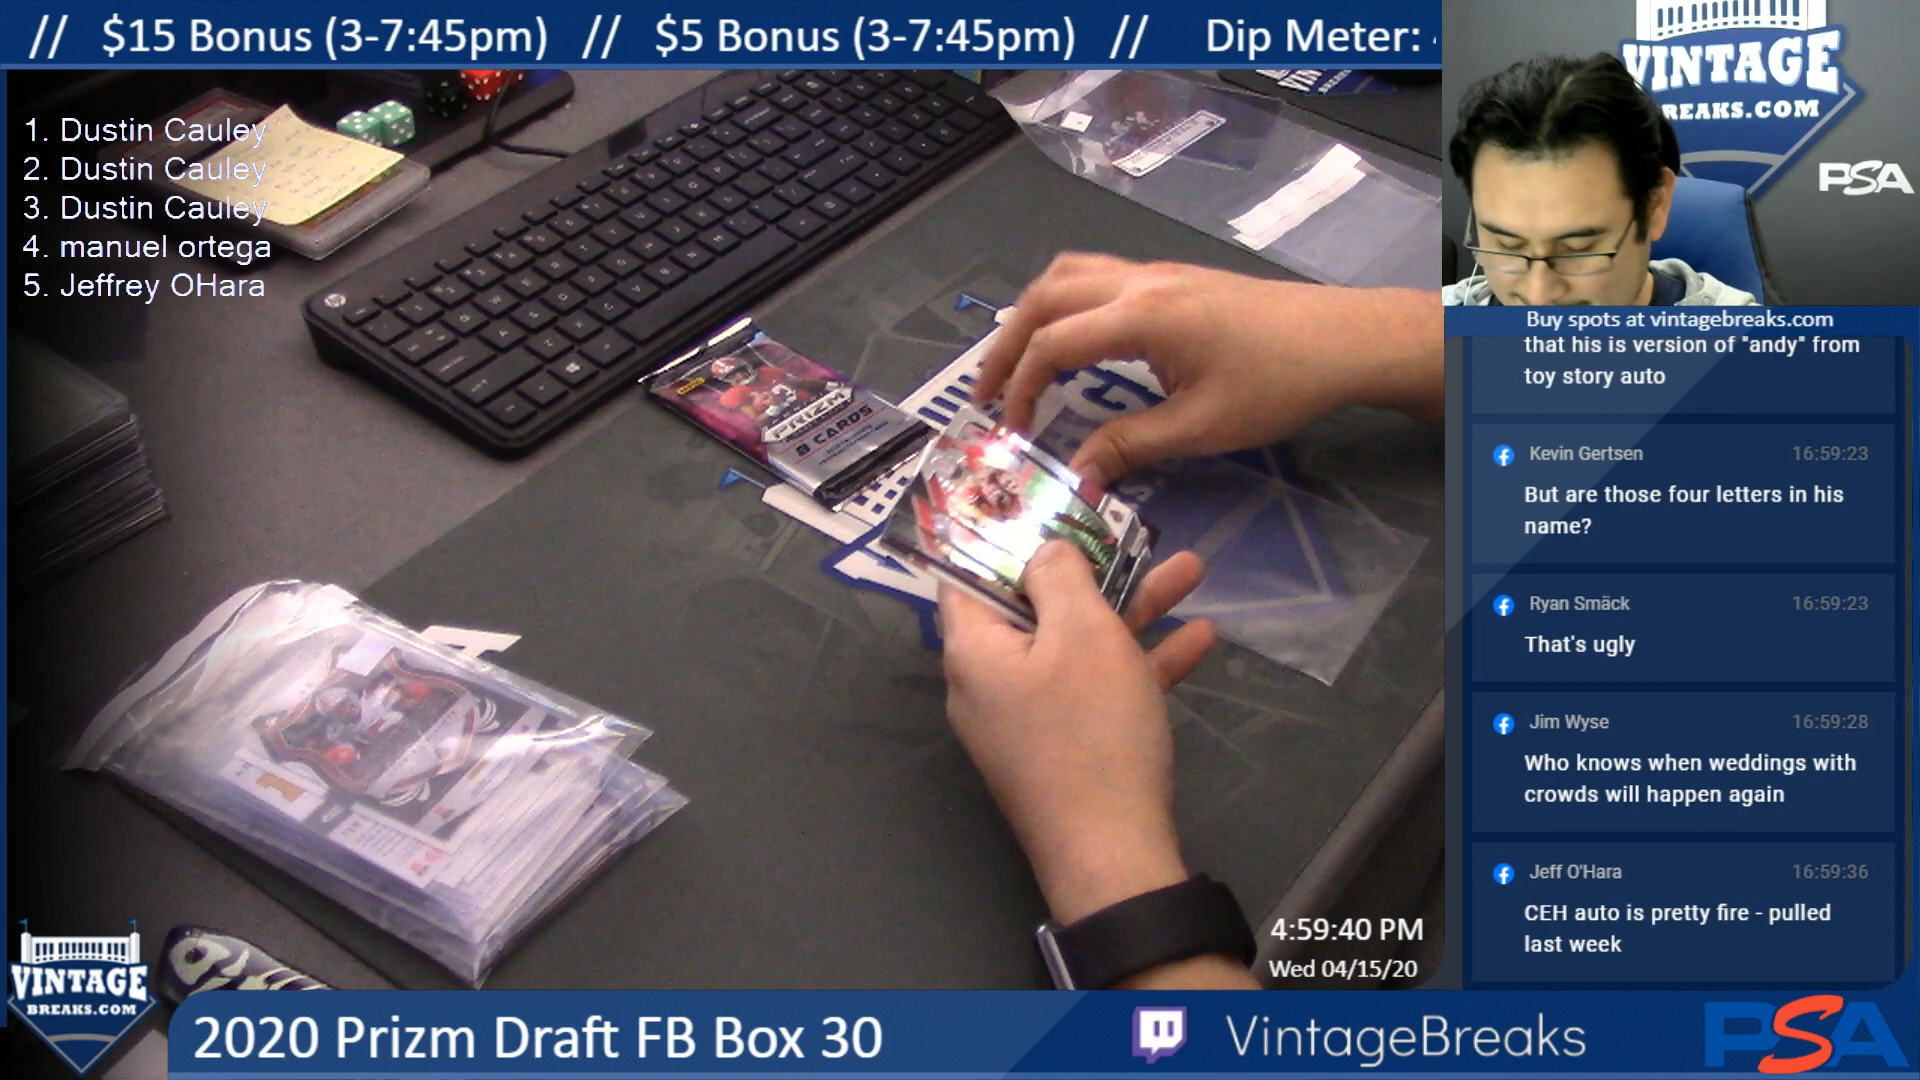 // $15 Bonus (3-7:45pm) // $5 Bonus (3-7:45pm) // Dip Meter:
1. Dustin Cauley
2. Dustin Cauley
3. Dustin Cauley
4. manuel ortega
5. Jeffrey OHara
VINTAGE
BREAKS.COM
PSA
hp
PRIZM
8 CARDS
Buy spots at vintagebreaks.com
that his is version of "andy" from
toy story auto
Kevin Gertsen 16:59:23
But are those four letters in his
name?
Ryan Smäck 16:59:23
That's ugly
Jim Wyse 16:59:28
Who knows when weddings with
crowds will happen again
Jeff O'Hara 16:59:36
CEH auto is pretty fire - pulled
last week
4:59:40 PM
Wed 04/15/20
VINTAGE
BREAKS.COM
2020 Prizm Draft FB Box 30
VintageBreaks
PSA